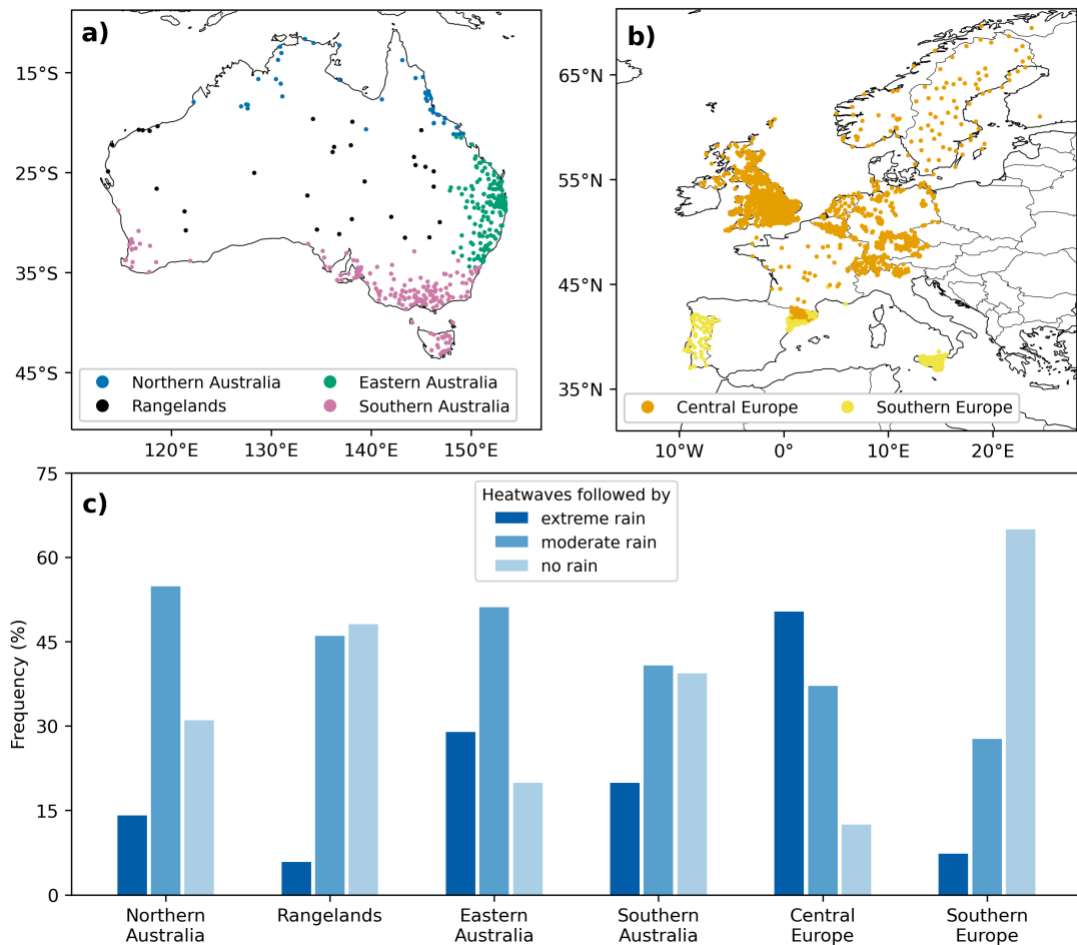 a)
15°S
25°S
35°S
45°S
120°E
130°E
140°E
150°E
Northern Australia
Eastern Australia
Rangelands
Southern Australia
b)
65°N
55°N
45°N
35°N
10°W
0°
10°E
20°E
Central Europe
Southern Europe
c)
75
60
45
30
15
0
Frequency (%)
Heatwaves followed by
extreme rain
moderate rain
no rain
Northern
Australia
Rangelands
Eastern
Australia
Southern
Australia
Central
Europe
Southern
Europe